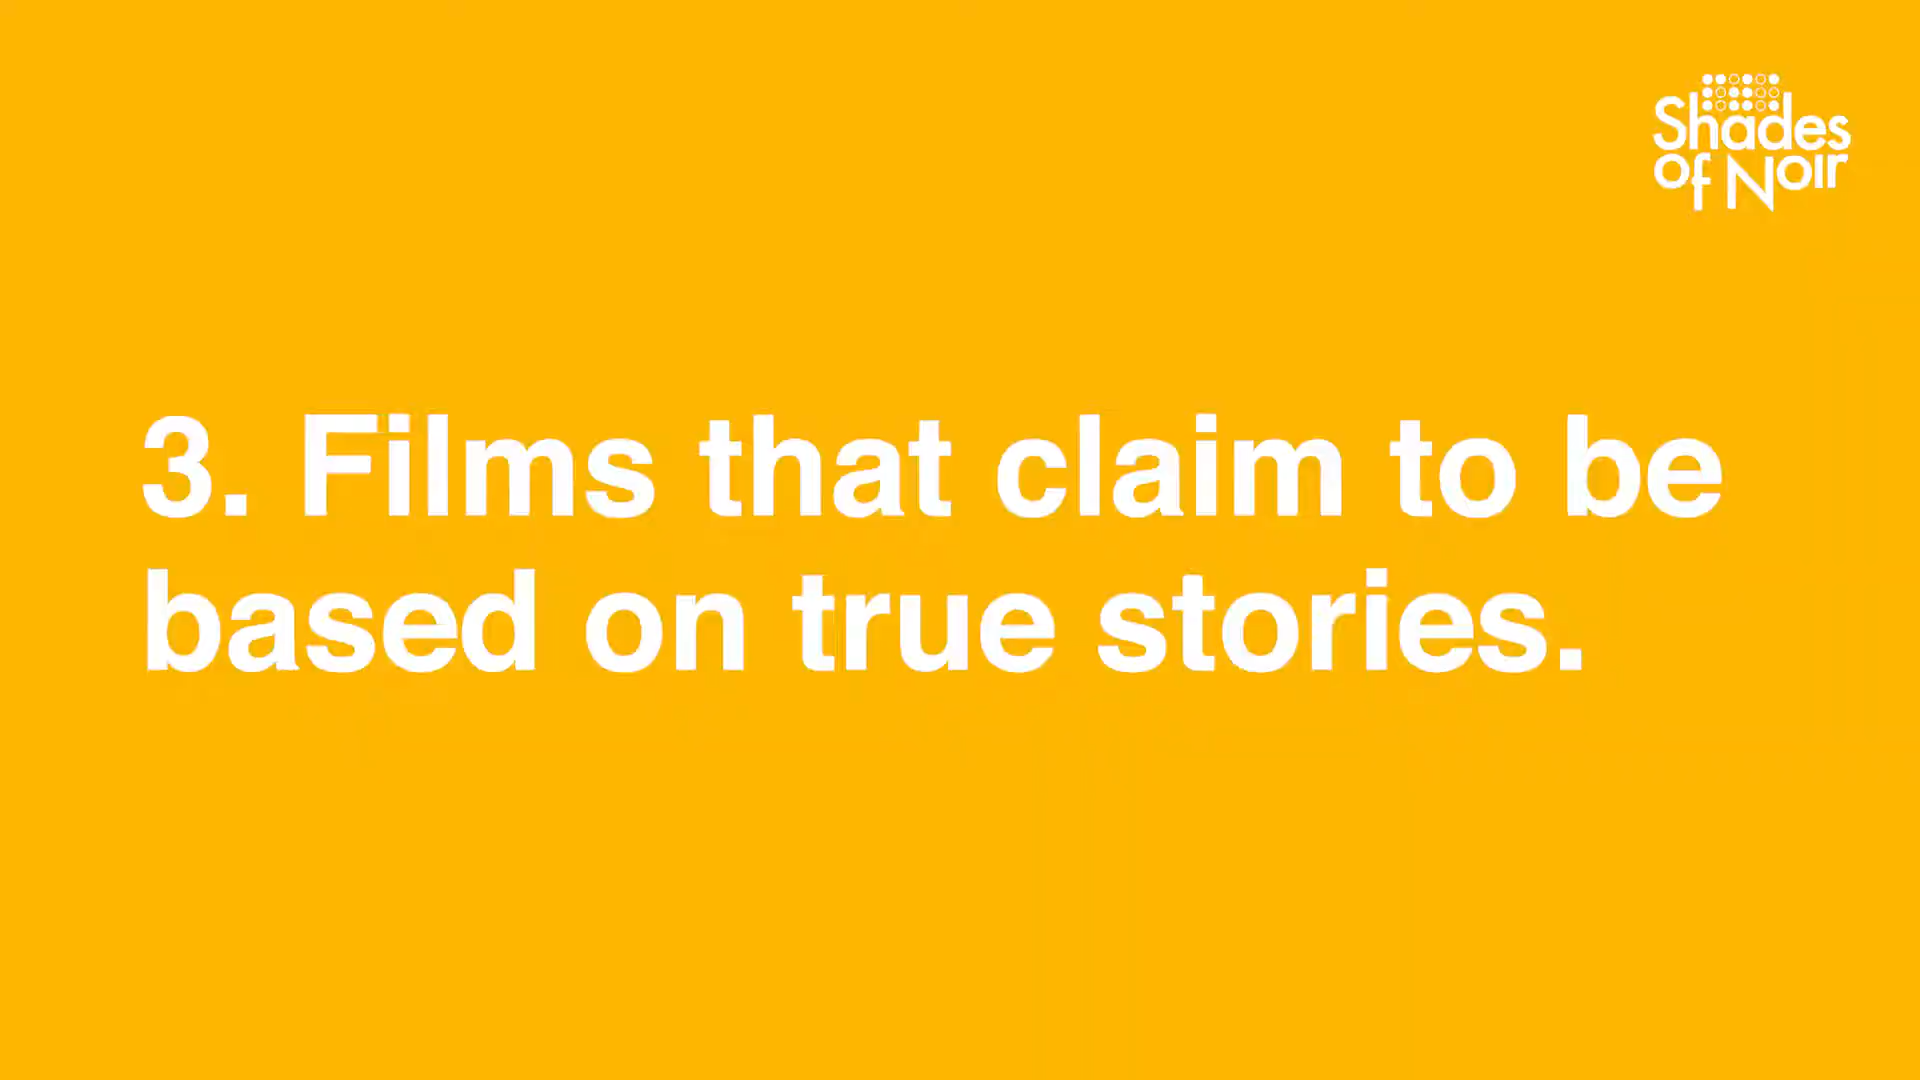 Shades
of Noir
3. Films that claim to be
based on true stories.